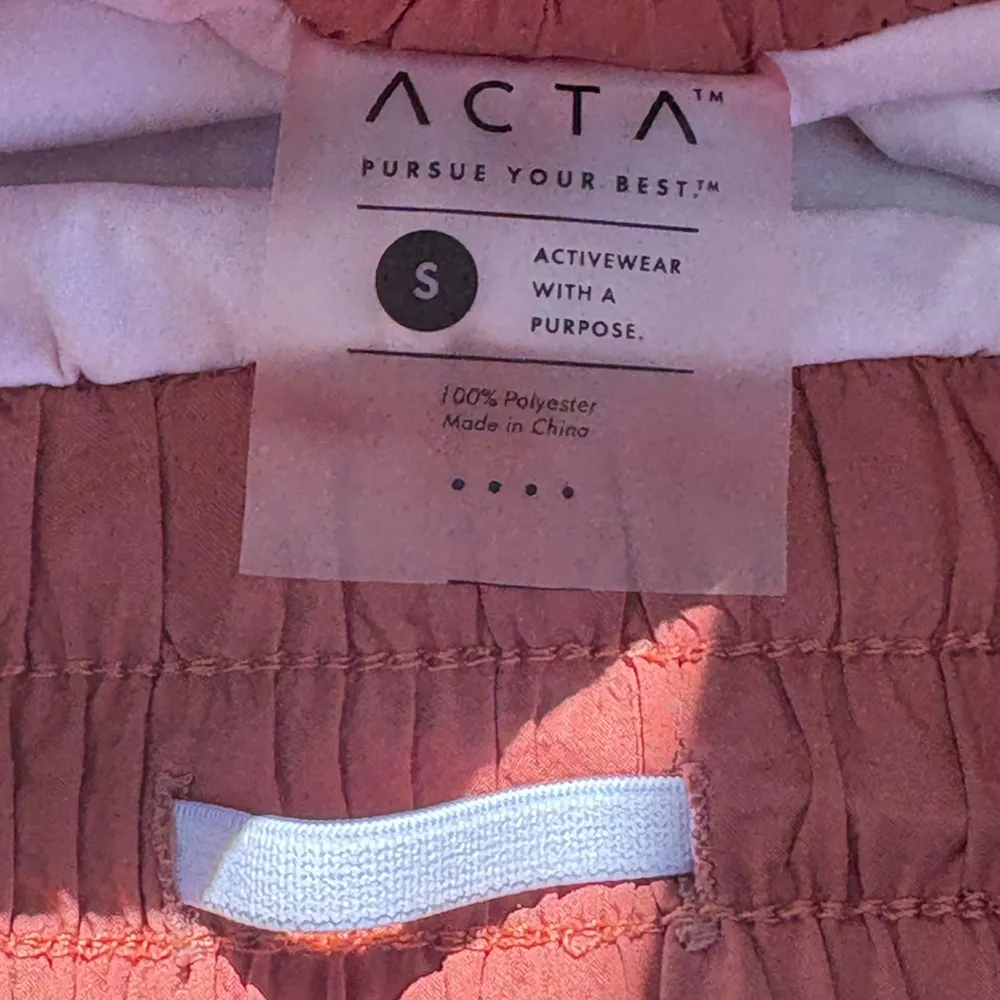 ACTA™
PURSUE YOUR BEST.™
S
ACTIVEWEAR
WITH A
PURPOSE.
100% Polyester
Made in China